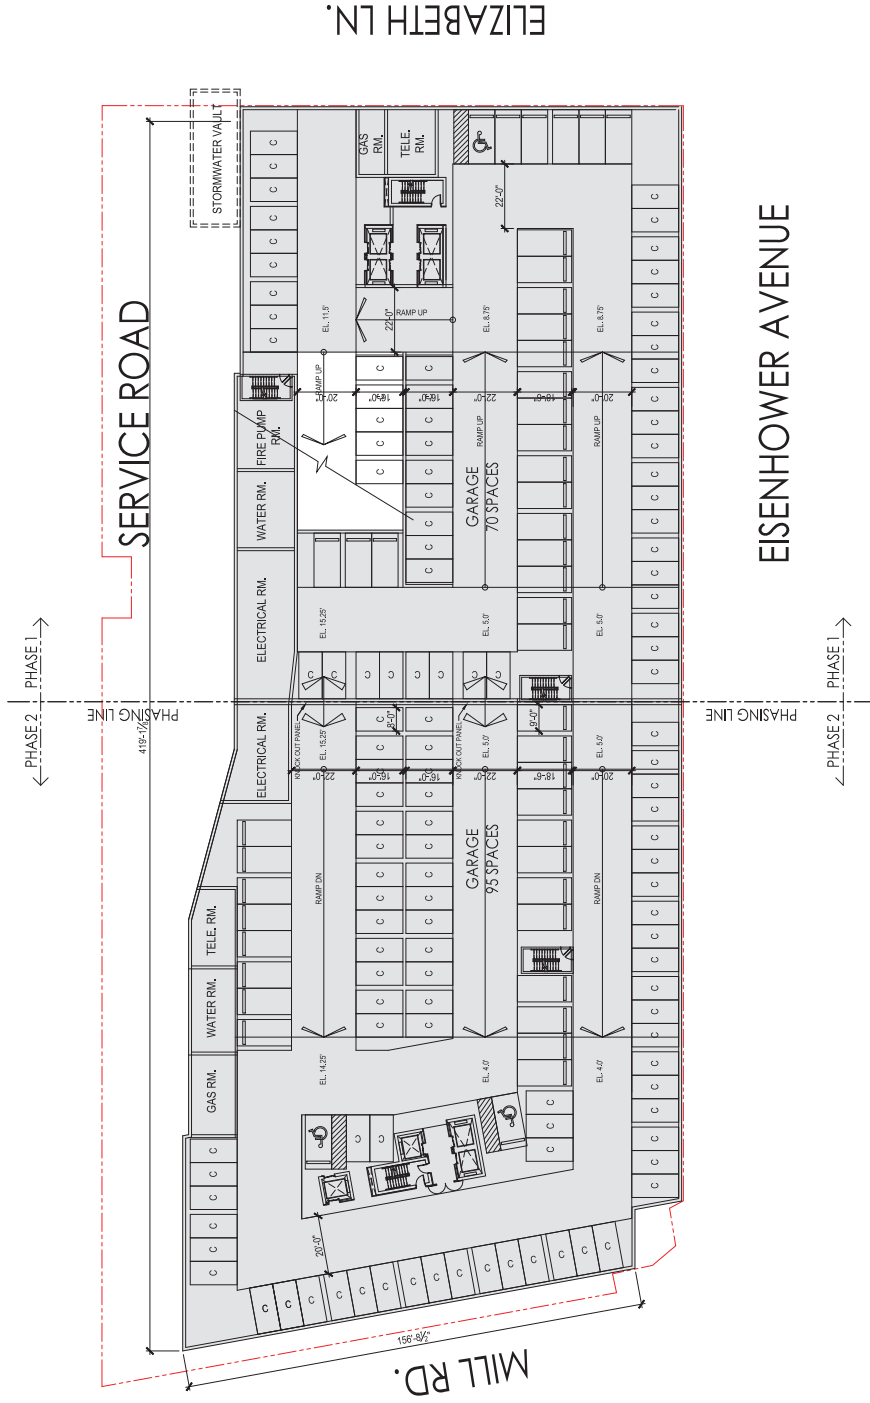 ELIZABETH LN.
STORMWATER VAULT
GAS
RM.
TELE.
RM.
SERVICE ROAD
EISENHOWER AVENUE
22'-0"
22'-0"
RAMP UP
EL. 11.5'
EL. 8.75'
EL. 8.75'
RAMP UP
20'-0"
16'-0"
16'-0"
22'-0"
18'-6"
20'-0"
FIRE PUMP
RM.
WATER RM.
ELECTRICAL RM.
RAMP UP
GARAGE
70 SPACES
RAMP UP
EL. 15.25'
EL. 5.0'
EL. 5.0'
PHASE 2
PHASE 1
PHASING LINE
419'-1⅞"
PHASE 2
PHASE 1
PHASING LINE
KNOCK OUT PANEL
KNOCK OUT PANEL
8'-0"
9'-0"
ELECTRICAL RM.
EL. 15.25'
EL. 5.0'
EL. 5.0'
22'-0"
16'-0"
16'-0"
22'-0"
18'-6"
20'-0"
GARAGE
95 SPACES
RAMP DN
RAMP DN
TELE. RM.
WATER RM.
GAS RM.
EL. 14.25'
EL. 4.0'
EL. 4.0'
20'-0"
156'-8½"
MILL RD.